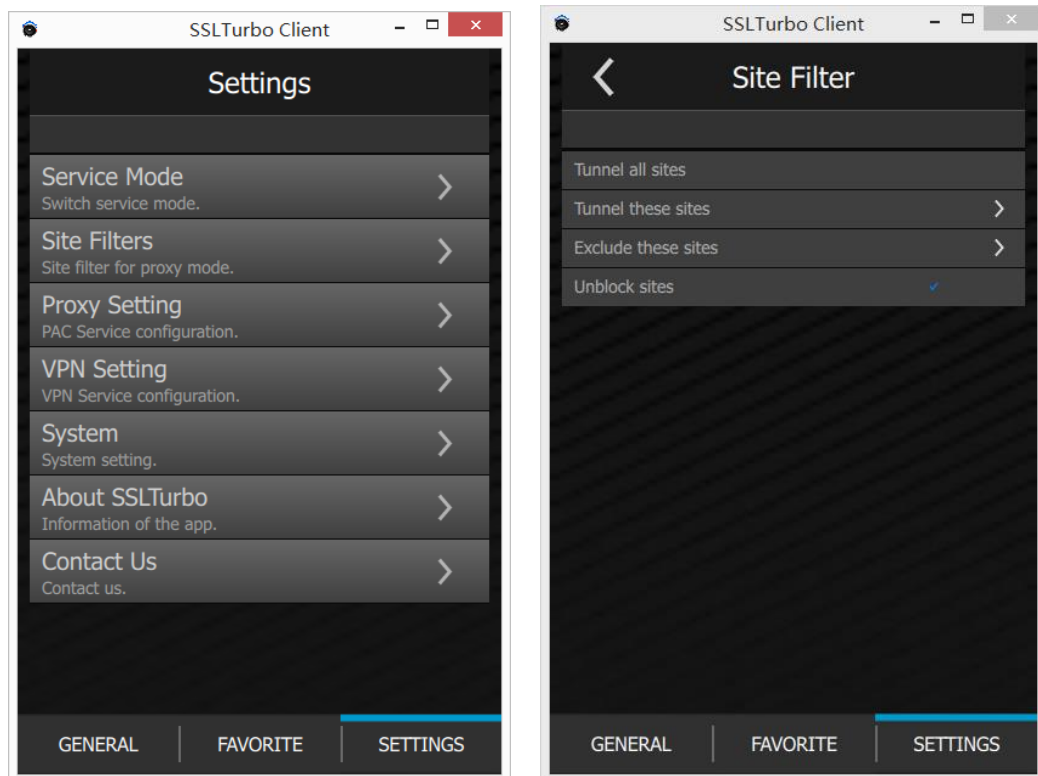 SSLTurbo Client
Settings
Service Mode
Switch service mode.
Site Filters
Site filter for proxy mode.
Proxy Setting
PAC Service configuration.
VPN Setting
VPN Service configuration.
System
System setting.
About SSLTurbo
Information of the app.
Contact Us
Contact us.
GENERAL FAVORITE SETTINGS
SSLTurbo Client
Site Filter
Tunnel all sites
Tunnel these sites
Exclude these sites
Unblock sites
GENERAL FAVORITE SETTINGS